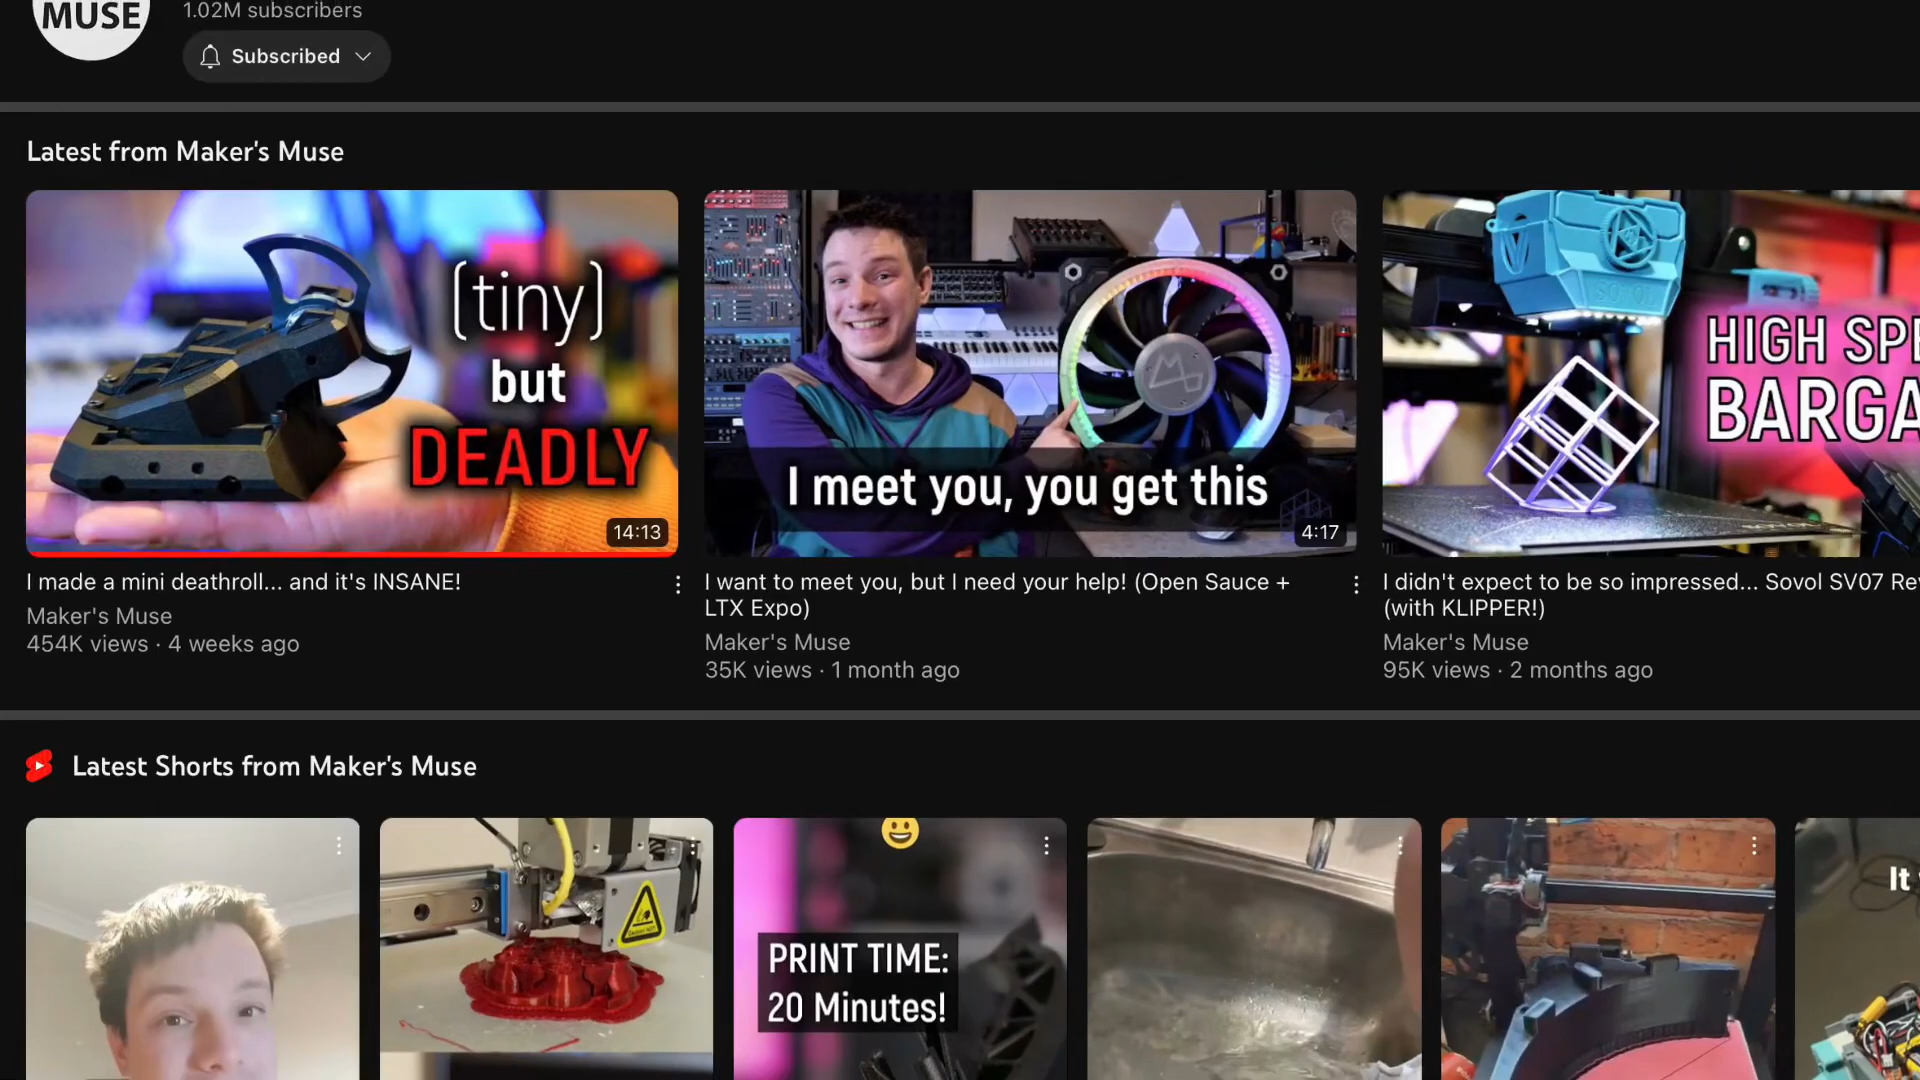 MUSE
1.02M subscribers
Subscribed
Latest from Maker's Muse
(tiny)
but
DEADLY
14:13
I meet you, you get this
4:17
SOVOL
HIGH SPE
BARGA
I made a mini deathroll... and it's INSANE!
Maker's Muse
454K views · 4 weeks ago
I want to meet you, but I need your help! (Open Sauce +
LTX Expo)
Maker's Muse
35K views · 1 month ago
I didn't expect to be so impressed... Sovol SV07 Re
(with KLIPPER!)
Maker's Muse
95K views · 2 months ago
Latest Shorts from Maker's Muse
PRINT TIME:
20 Minutes!
It